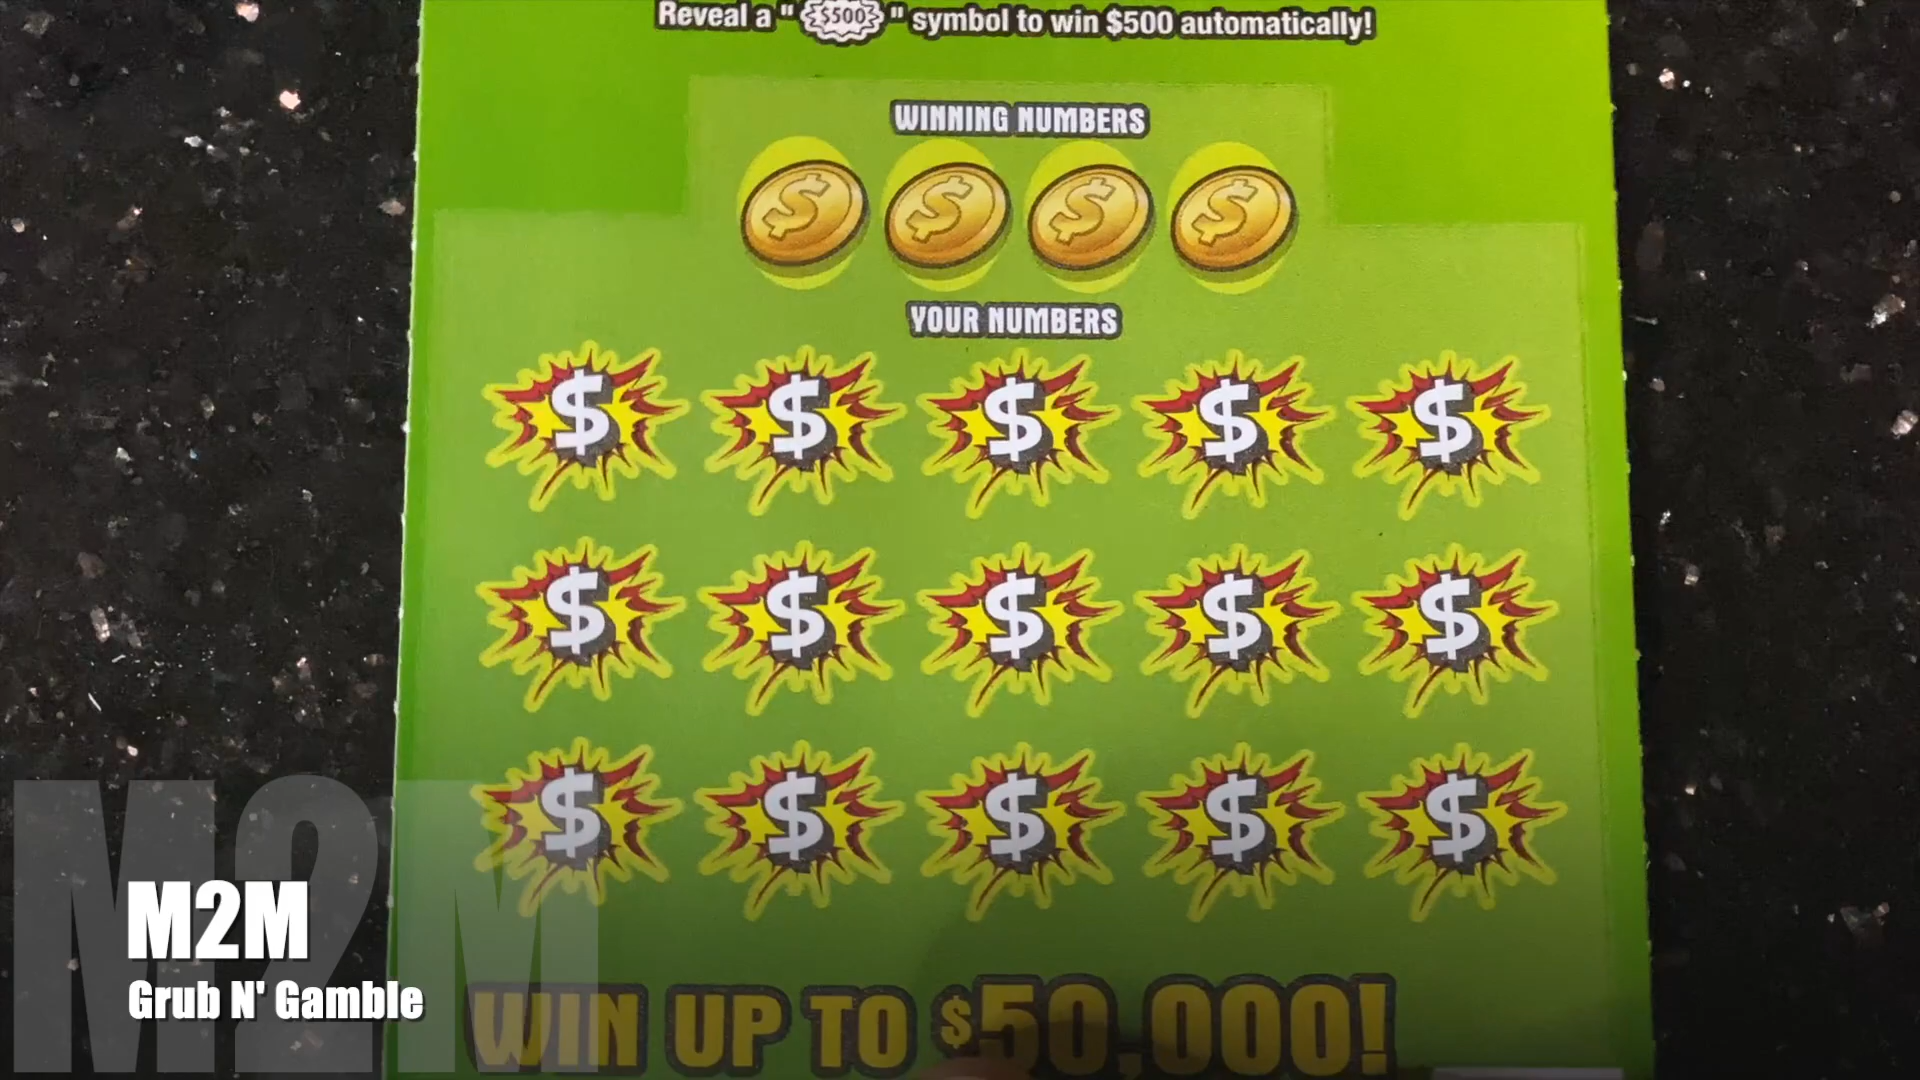 Reveal a " $500 " symbol to win $500 automatically!
WINNING NUMBERS
$ $ $ $
YOUR NUMBERS
$ $ $ $ $
$ $ $ $ $
$ $ $ $ $
WIN UP TO $50,000!
M2M
M2M
Grub N' Gamble